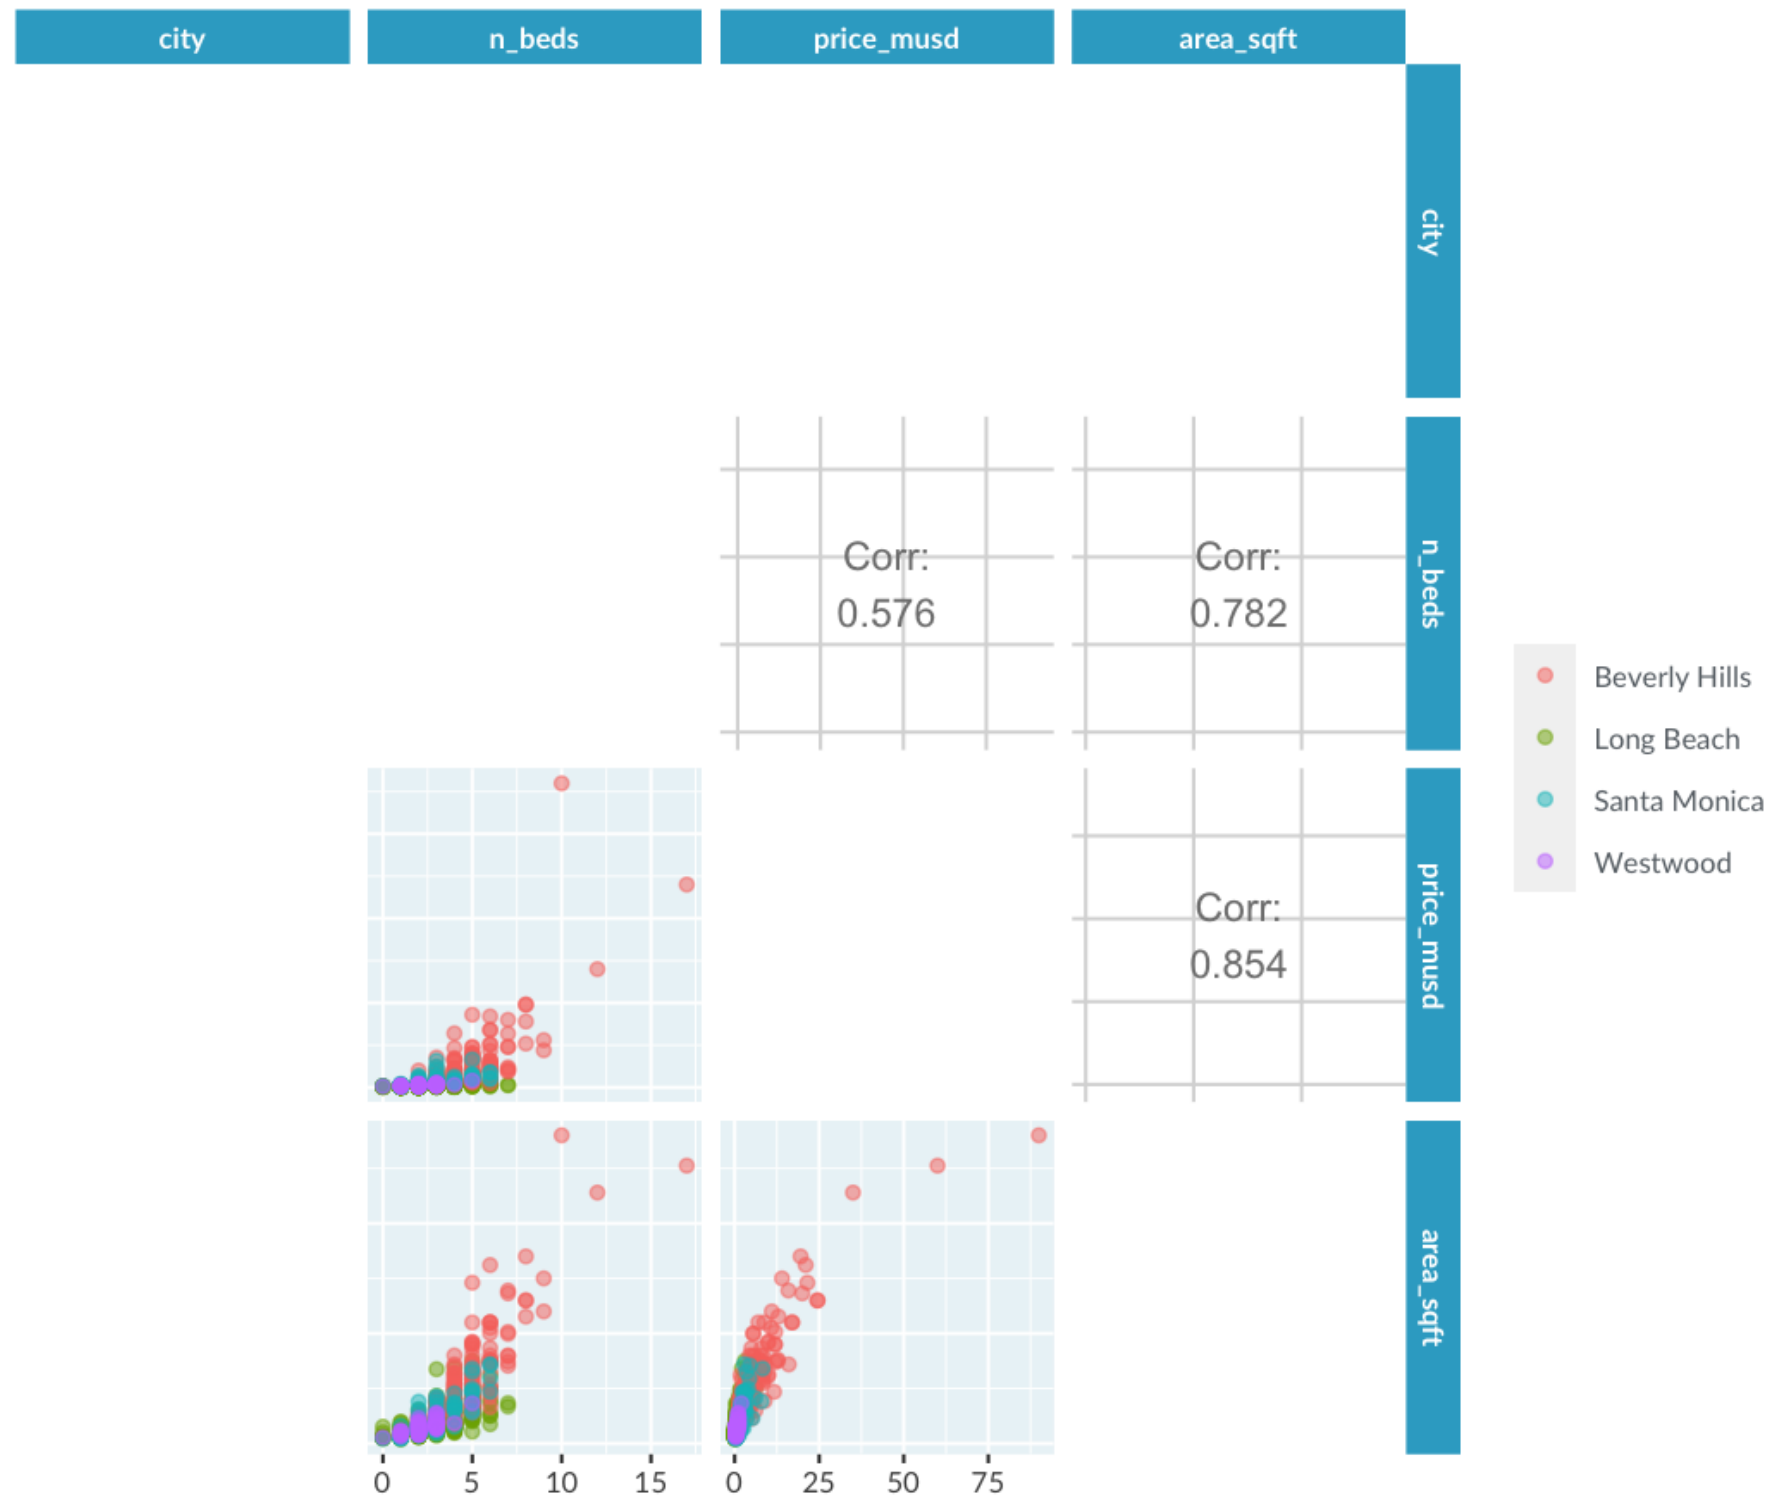 city
n_beds
price_musd
area_sqft
city
Corr:
0.576
Corr:
0.782
n_beds
Beverly Hills
Long Beach
Santa Monica
Westwood
Corr:
0.854
price_musd
area_sqft
0 5 10 15
0 25 50 75